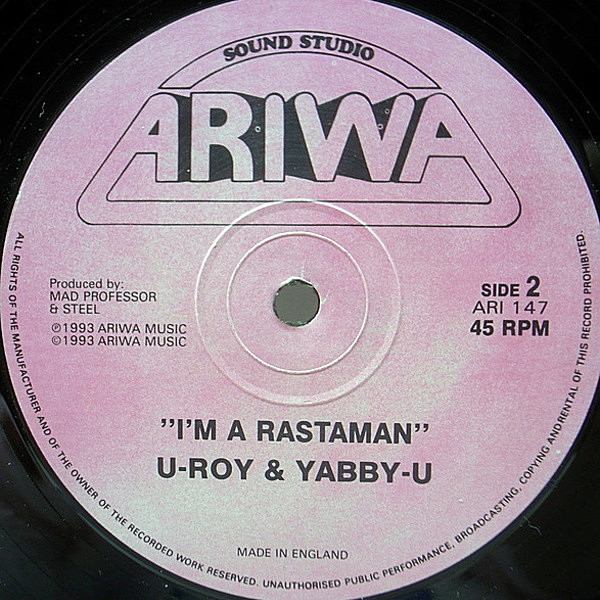 SOUND STUDIO
ARIWA
Produced by:
MAD PROFESSOR
& STEEL
℗1993 ARIWA MUSIC
©1993 ARIWA MUSIC
SIDE 2
ARI 147
45 RPM
"I'M A RASTAMAN"
U-ROY & YABBY-U
MADE IN ENGLAND
ALL RIGHTS OF THE MANUFACTURER AND OF THE OWNER OF THE RECORDED WORK RESERVED. UNAUTHORISED PUBLIC PERFORMANCE, BROADCASTING, COPYING ANDRENTAL OF THIS RECORD PROHIBITED.